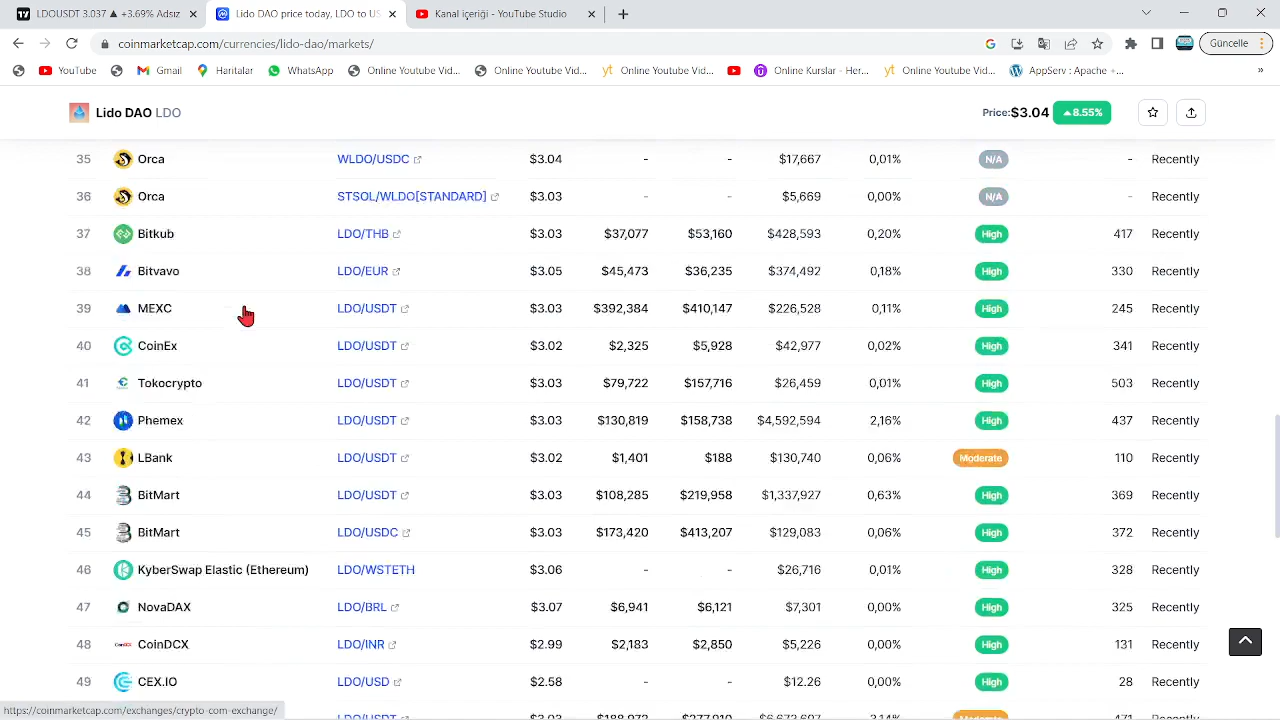 LDOUSDT 3.037 ▲ +3.69% Adsız
Lido DAO price today, LDO to US
Kanal içeriği - YouTube Studio
coinmarketcap.com/currencies/lido-dao/markets/
Güncelle
YouTube Gmail Haritalar WhatsApp Online Youtube Vid... Online Youtube Vid... Online Youtube Vid... Online Kurslar - Her... Online Youtube Vid... AppServ : Apache +...
Lido DAO LDO Price:$3.04 8.55%
35 Orca WLDO/USDC $3.04 - - $17,667 0,01% N/A - Recently
36 Orca STSOL/WLDO[STANDARD] $3.03 - - $5,669 0,00% N/A - Recently
37 Bitkub LDO/THB $3.03 $37,077 $53,160 $428,593 0,20% High 417 Recently
38 Bitvavo LDO/EUR $3.05 $45,473 $36,235 $374,492 0,18% High 330 Recently
39 MEXC LDO/USDT $3.03 $392,384 $410,147 $226,528 0,11% High 245 Recently
40 CoinEx LDO/USDT $3.02 $2,325 $5,928 $42,977 0,02% High 341 Recently
41 Tokocrypto LDO/USDT $3.03 $79,722 $157,716 $26,459 0,01% High 503 Recently
42 Phemex LDO/USDT $3.03 $130,819 $158,738 $4,592,594 2,16% High 437 Recently
43 LBank LDO/USDT $3.02 $1,401 $188 $130,740 0,06% Moderate 110 Recently
44 BitMart LDO/USDT $3.03 $108,285 $219,958 $1,337,927 0,63% High 369 Recently
45 BitMart LDO/USDC $3.03 $173,420 $413,207 $129,083 0,06% High 372 Recently
46 KyberSwap Elastic (Ethereum) LDO/WSTETH $3.06 - - $26,716 0,01% High 328 Recently
47 NovaDAX LDO/BRL $3.07 $6,941 $6,121 $7,301 0,00% High 325 Recently
48 CoinDCX LDO/INR $2.99 $2,183 $2,850 $5,226 0,00% High 131 Recently
49 CEX.IO LDO/USD $2.58 - - $12.26 0,00% High 28 Recently
https://coinmarketcap.com/exchanges/crypto-com-exchange/